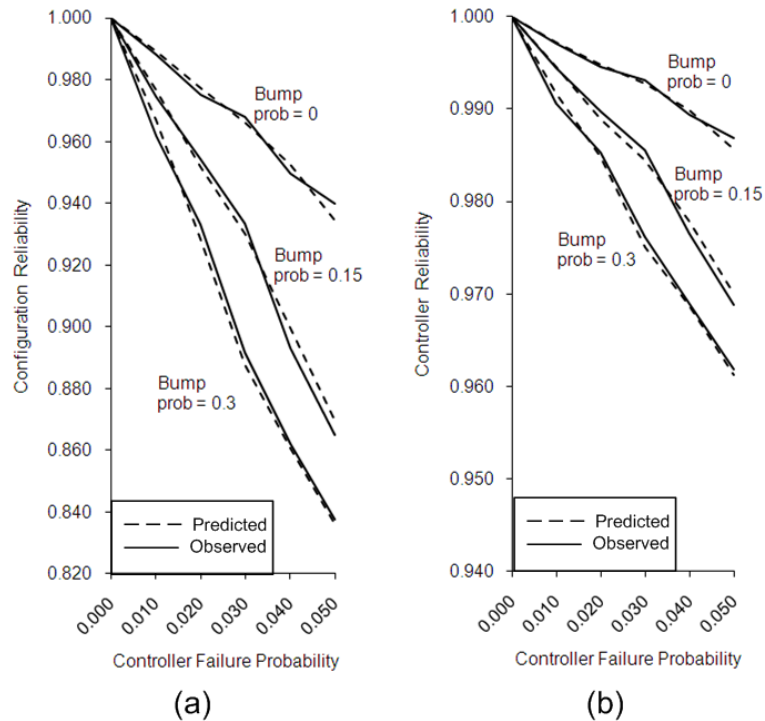 1.000
0.980
0.960
0.940
0.920
0.900
0.880
0.860
0.840
0.820
Configuration Reliability
Bump
prob = 0
Bump
prob = 0.15
Bump
prob = 0.3
Predicted
Observed
0.000
0.010
0.020
0.030
0.040
0.050
Controller Failure Probability
(a)
1.000
0.990
0.980
0.970
0.960
0.950
0.940
Controller Reliability
Bump
prob = 0
Bump
prob = 0.15
Bump
prob = 0.3
Predicted
Observed
0.000
0.010
0.020
0.030
0.040
0.050
Controller Failure Probability
(b)